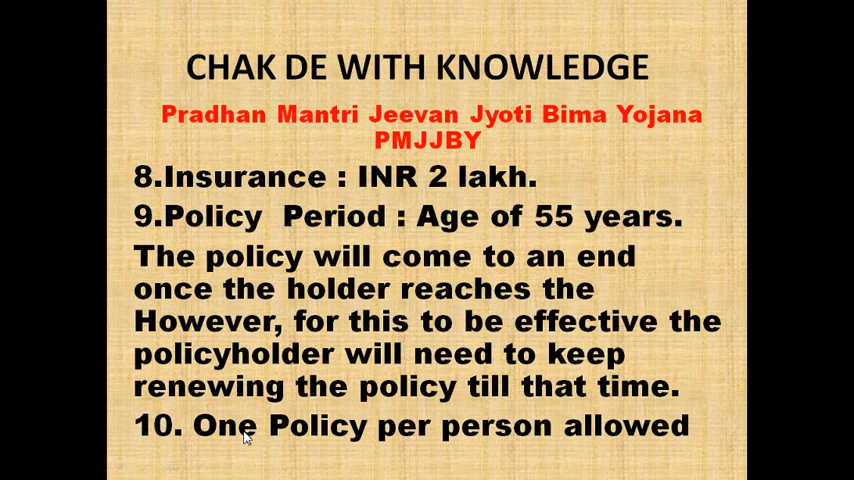 CHAK DE WITH KNOWLEDGE
Pradhan Mantri Jeevan Jyoti Bima Yojana
PMJJBY
8.Insurance : INR 2 lakh.
9.Policy Period : Age of 55 years.
The policy will come to an end
once the holder reaches the
However, for this to be effective the
policyholder will need to keep
renewing the policy till that time.
10. One Policy per person allowed